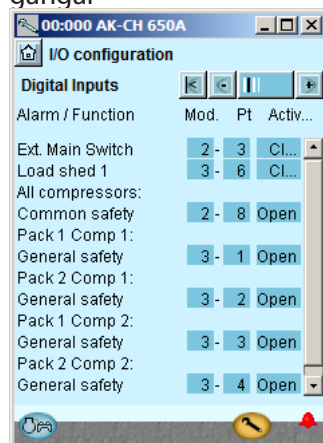 00:000 AK-CH 650A
I/O configuration
Digital Inputs
Alarm / Function Mod. Pt Activ...
Ext. Main Switch 2 - 3 Cl...
Load shed 1 3 - 6 Cl...
All compressors:
Common safety 2 - 8 Open
Pack 1 Comp 1:
General safety 3 - 1 Open
Pack 2 Comp 1:
General safety 3 - 2 Open
Pack 1 Comp 2:
General safety 3 - 3 Open
Pack 2 Comp 2:
General safety 3 - 4 Open